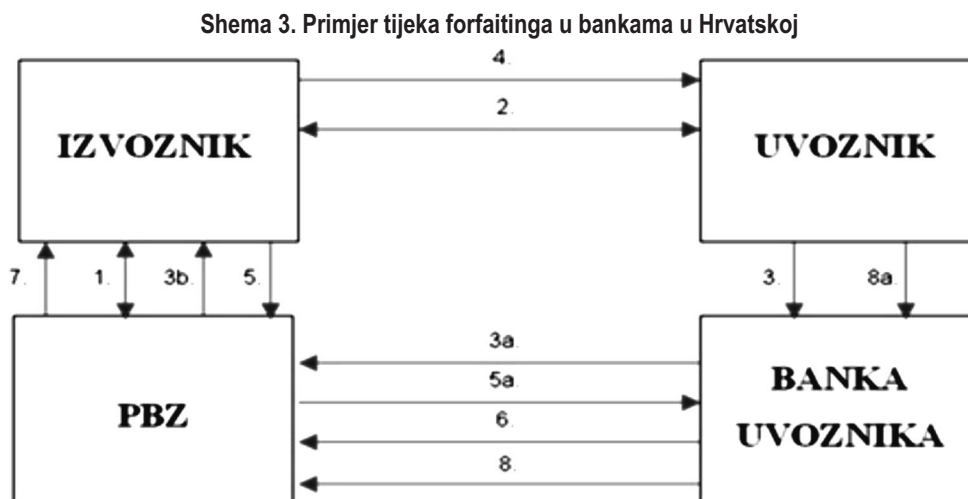 Shema 3. Primjer tijeka forfaitinga u bankama u Hrvatskoj
4.
2.
IZVOZNIK
UVOZNIK
7.
1.
3b.
5.
3.
8a.
3a.
5a.
6.
8.
PBZ
BANKA
UVOZNIKA